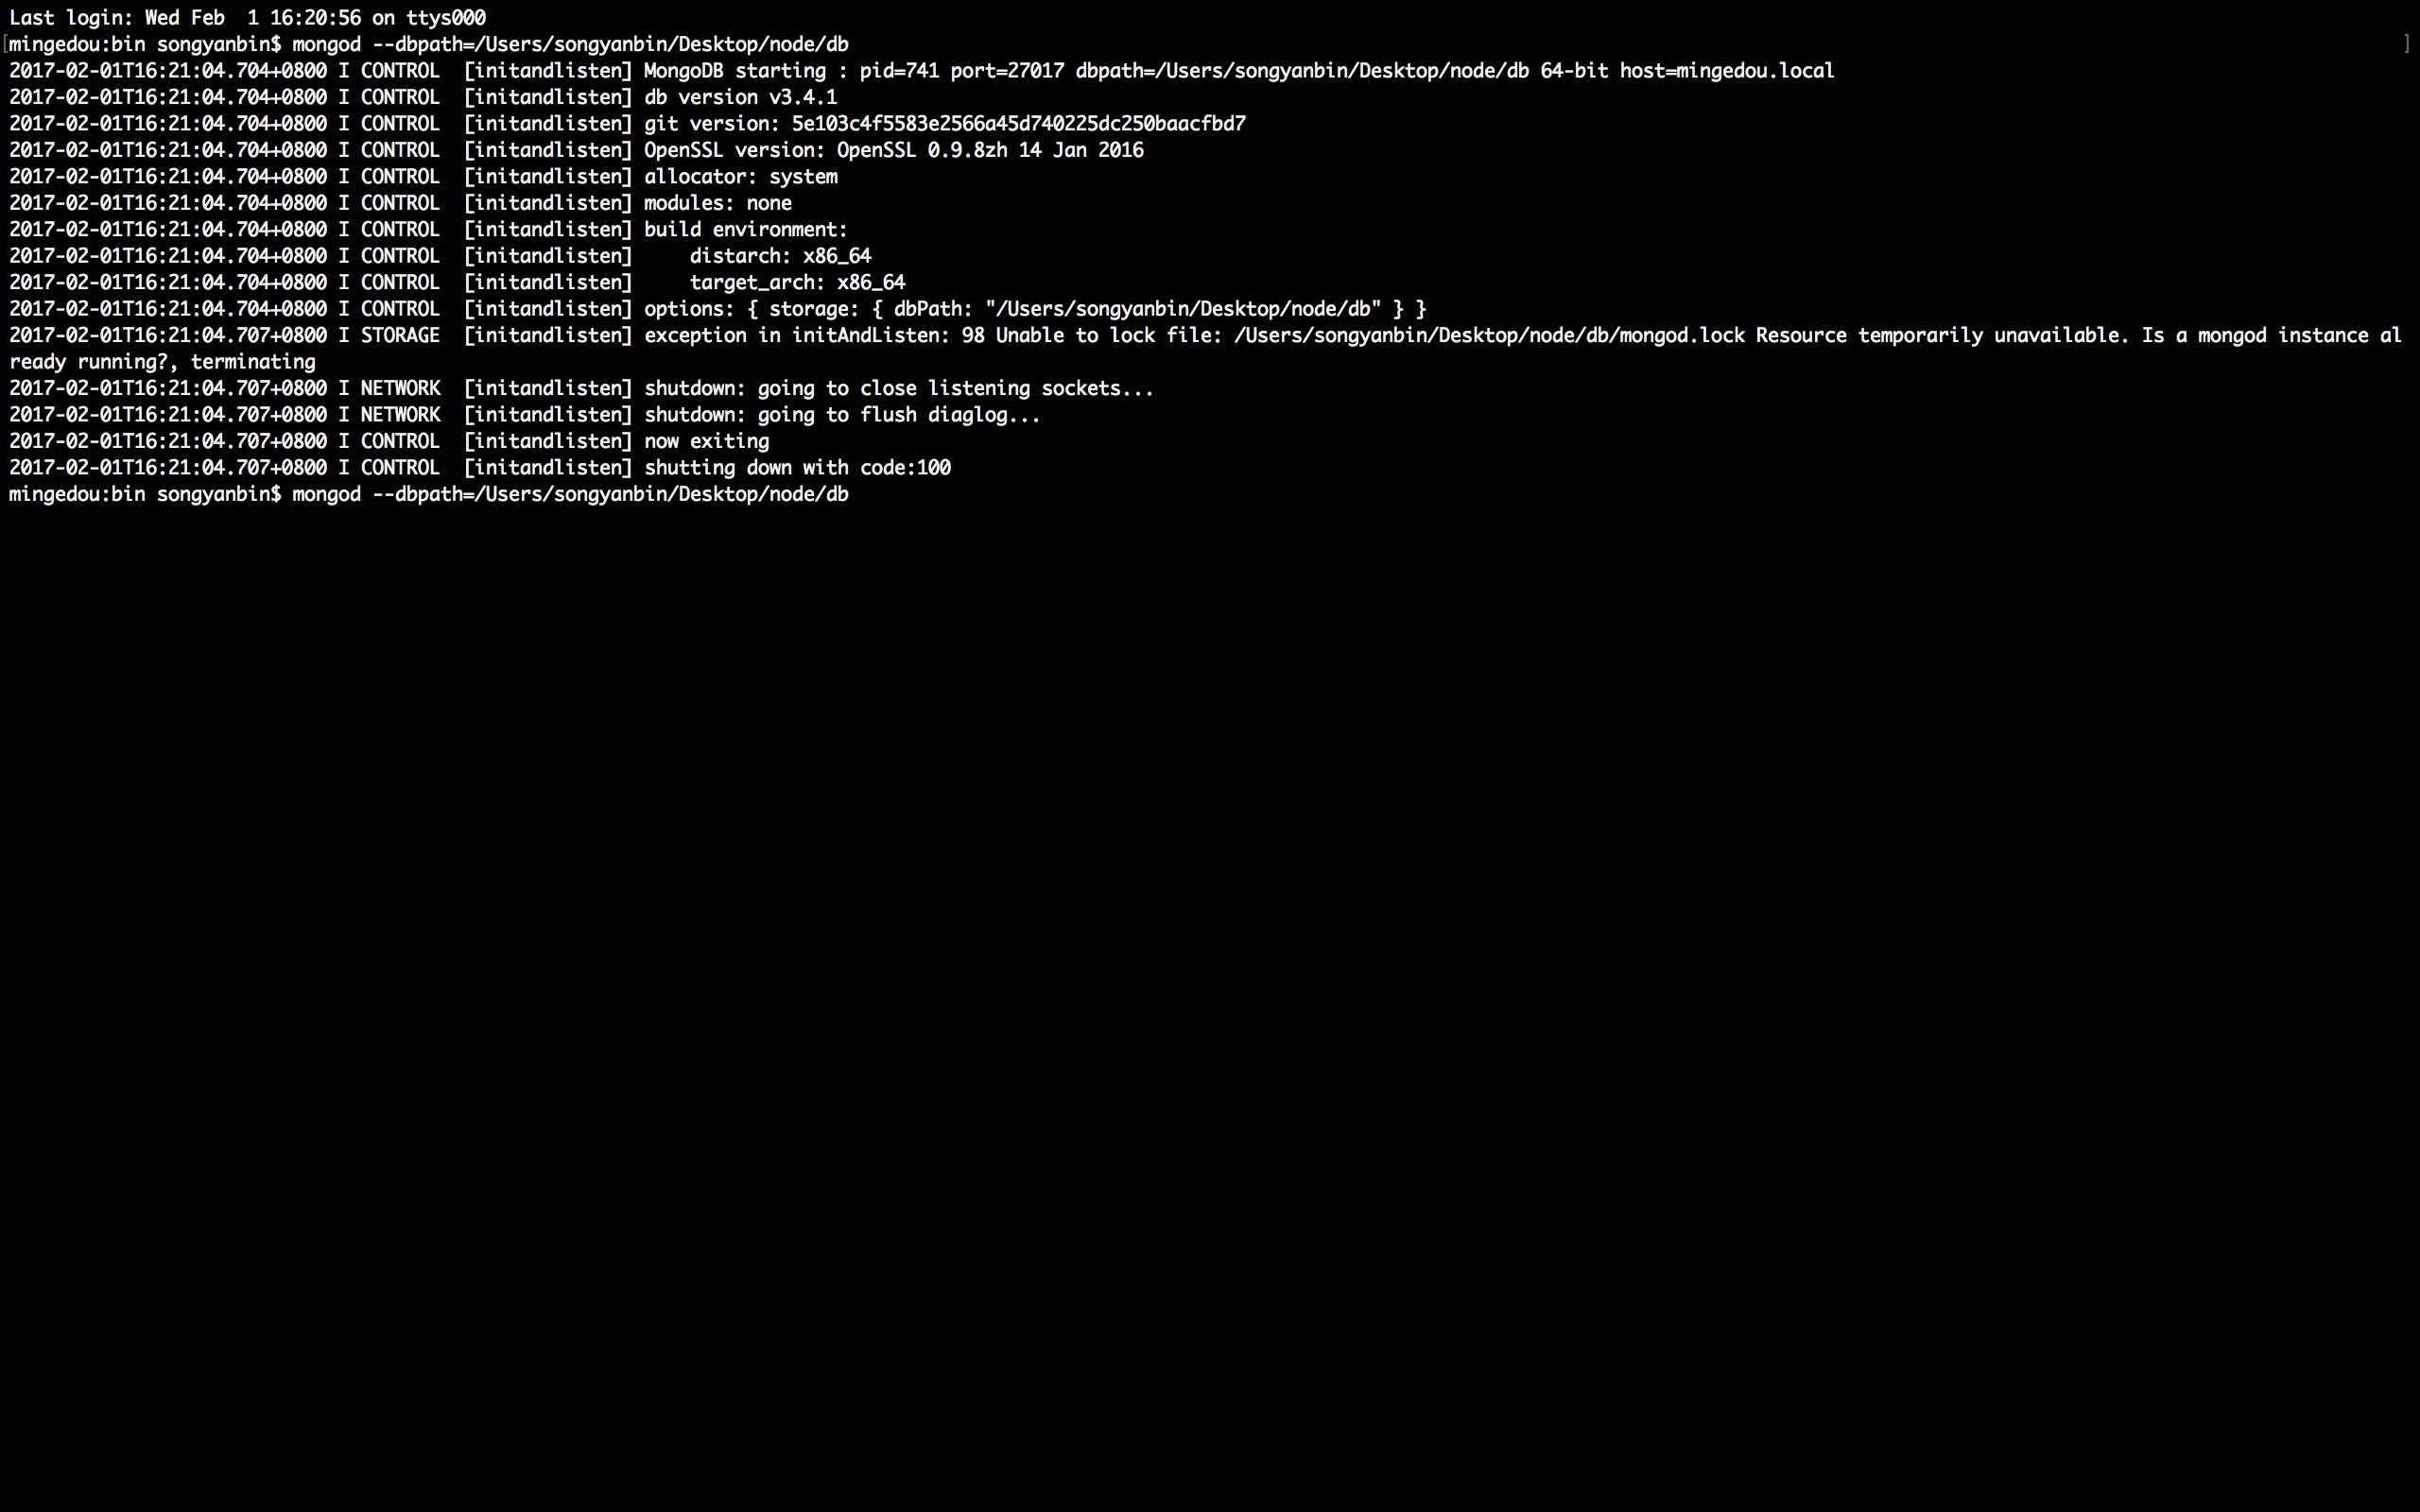 Last login: Wed Feb  1 16:20:56 on ttys000
[mingedou:bin songyanbin$ mongod --dbpath=/Users/songyanbin/Desktop/node/db ]
2017-02-01T16:21:04.704+0800 I CONTROL  [initandlisten] MongoDB starting : pid=741 port=27017 dbpath=/Users/songyanbin/Desktop/node/db 64-bit host=mingedou.local
2017-02-01T16:21:04.704+0800 I CONTROL  [initandlisten] db version v3.4.1
2017-02-01T16:21:04.704+0800 I CONTROL  [initandlisten] git version: 5e103c4f5583e2566a45d740225dc250baacfbd7
2017-02-01T16:21:04.704+0800 I CONTROL  [initandlisten] OpenSSL version: OpenSSL 0.9.8zh 14 Jan 2016
2017-02-01T16:21:04.704+0800 I CONTROL  [initandlisten] allocator: system
2017-02-01T16:21:04.704+0800 I CONTROL  [initandlisten] modules: none
2017-02-01T16:21:04.704+0800 I CONTROL  [initandlisten] build environment:
2017-02-01T16:21:04.704+0800 I CONTROL  [initandlisten]     distarch: x86_64
2017-02-01T16:21:04.704+0800 I CONTROL  [initandlisten]     target_arch: x86_64
2017-02-01T16:21:04.704+0800 I CONTROL  [initandlisten] options: { storage: { dbPath: "/Users/songyanbin/Desktop/node/db" } }
2017-02-01T16:21:04.707+0800 I STORAGE  [initandlisten] exception in initAndListen: 98 Unable to lock file: /Users/songyanbin/Desktop/node/db/mongod.lock Resource temporarily unavailable. Is a mongod instance al
ready running?, terminating
2017-02-01T16:21:04.707+0800 I NETWORK  [initandlisten] shutdown: going to close listening sockets...
2017-02-01T16:21:04.707+0800 I NETWORK  [initandlisten] shutdown: going to flush diaglog...
2017-02-01T16:21:04.707+0800 I CONTROL  [initandlisten] now exiting
2017-02-01T16:21:04.707+0800 I CONTROL  [initandlisten] shutting down with code:100
mingedou:bin songyanbin$ mongod --dbpath=/Users/songyanbin/Desktop/node/db